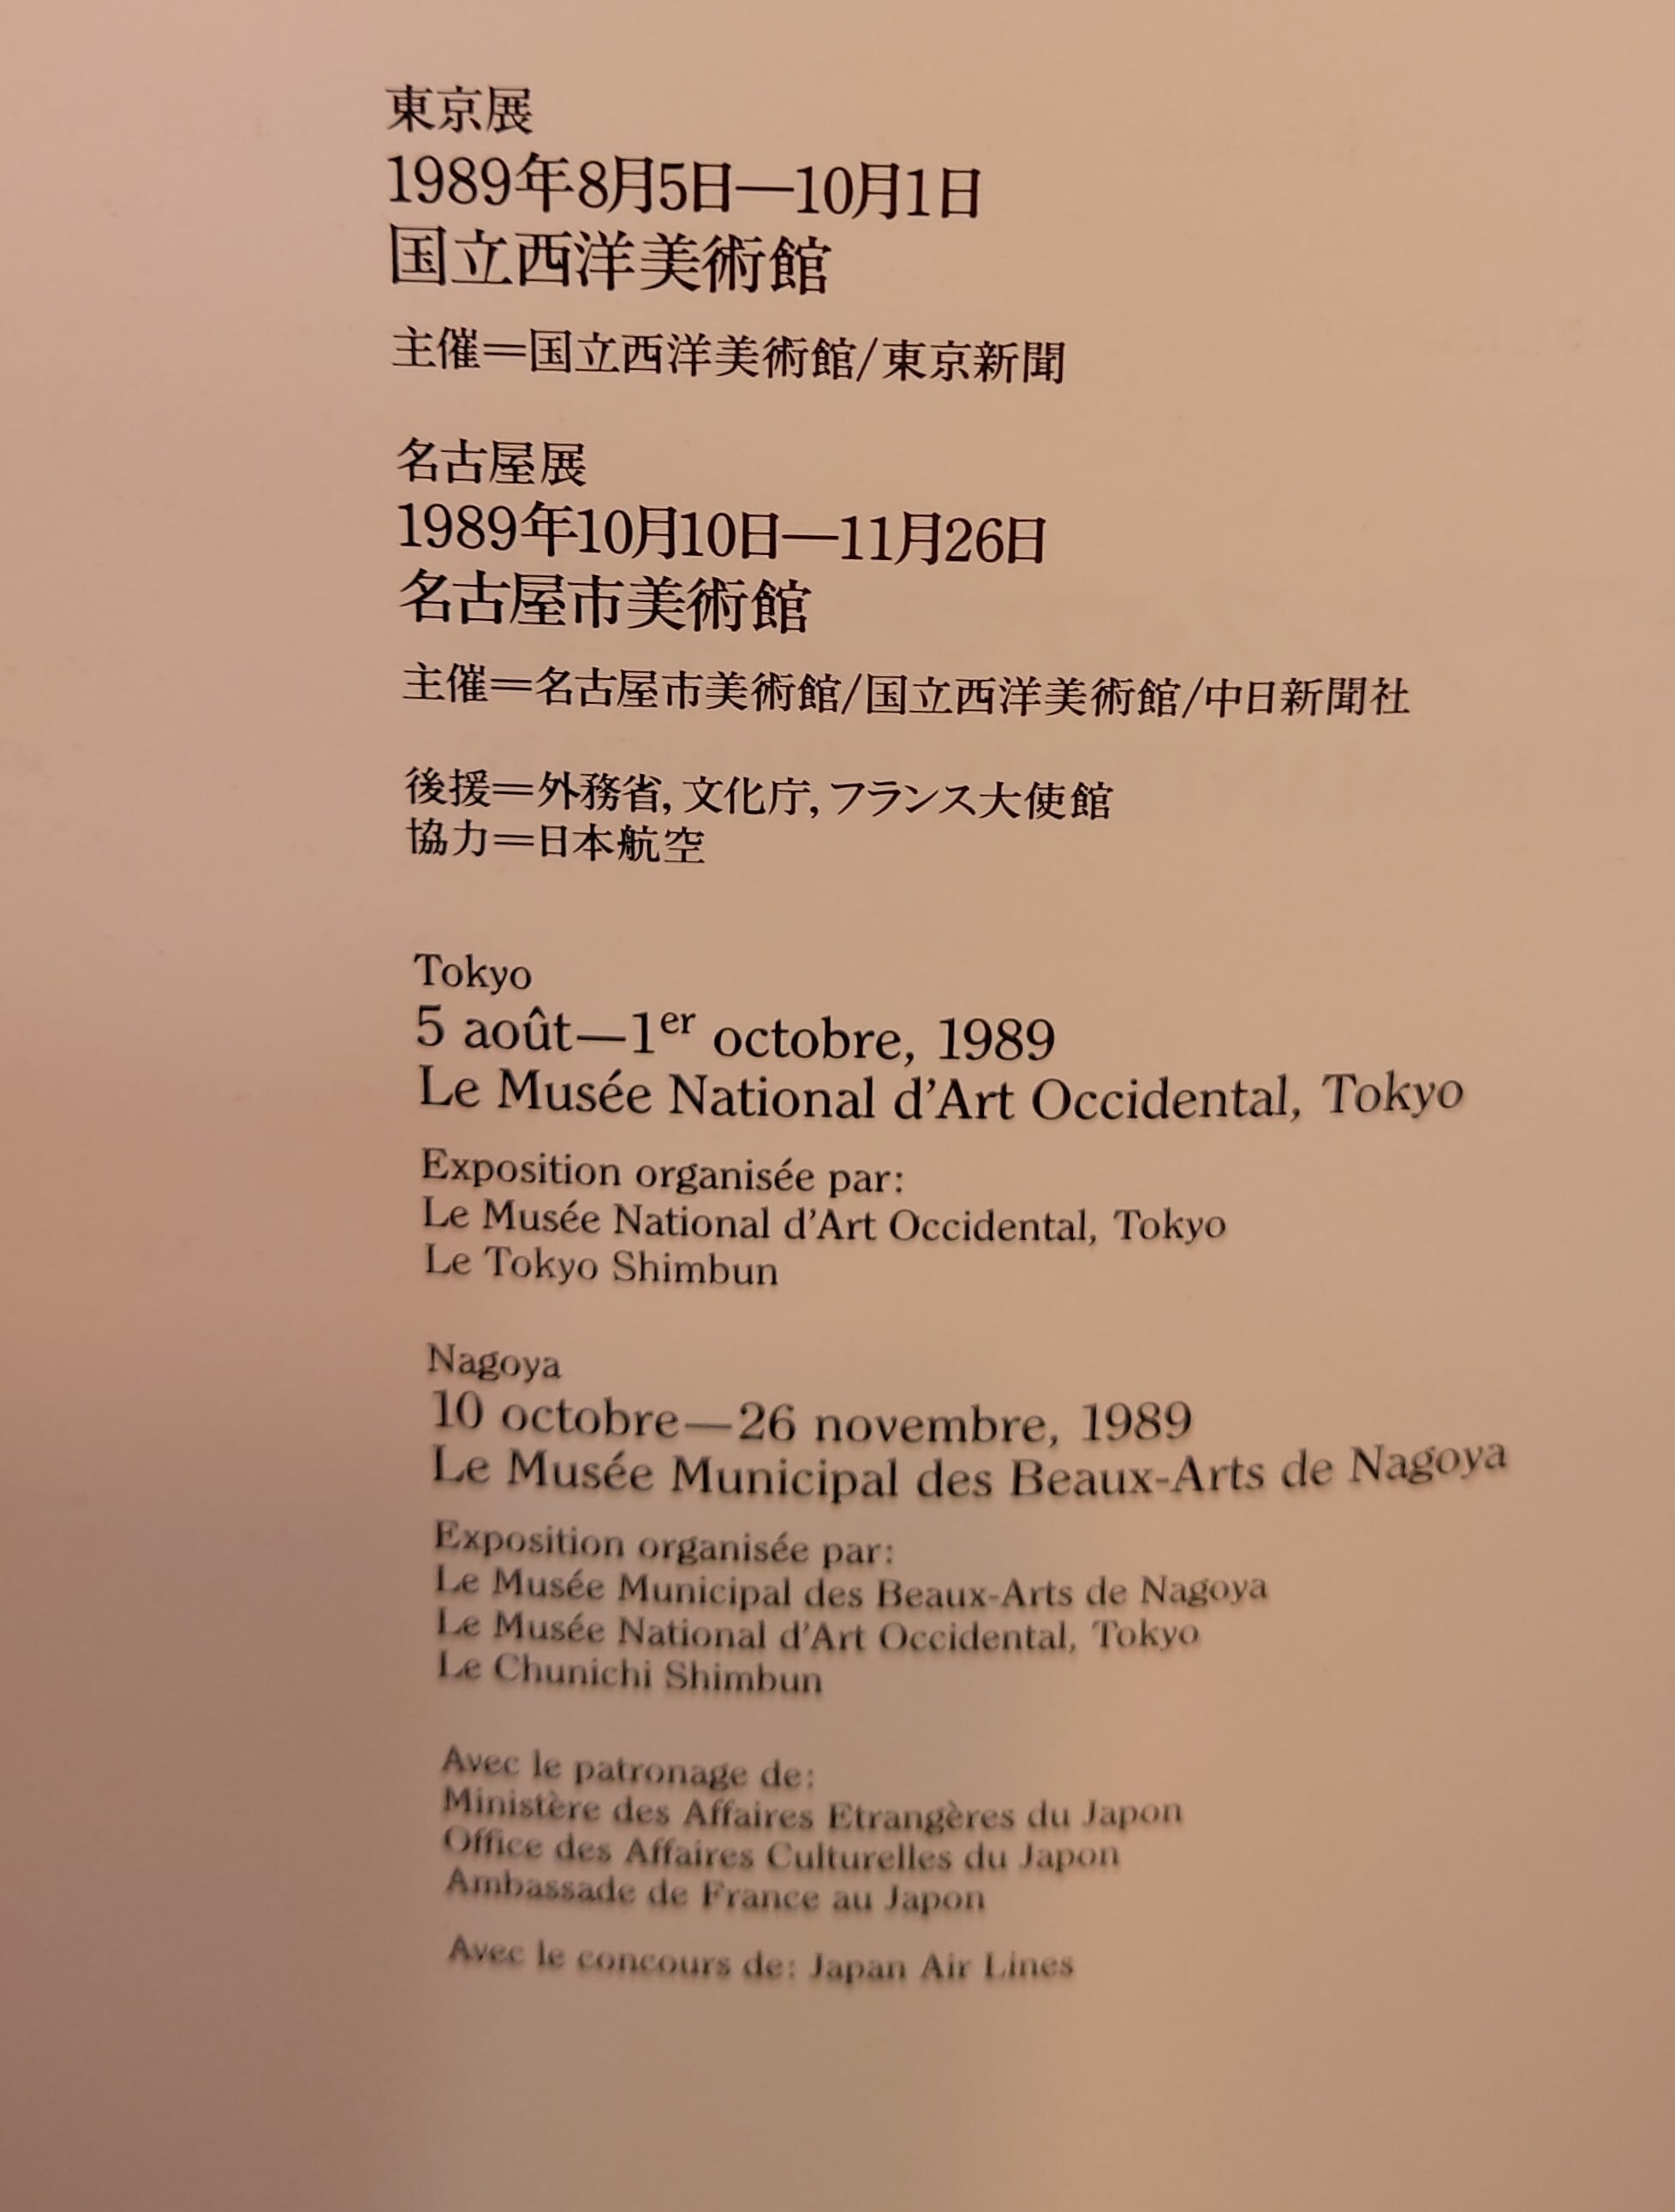 東京展
1989年8月5日—10月1日
国立西洋美術館
主催=国立西洋美術館/東京新聞
名古屋展
1989年10月10日—11月26日
名古屋市美術館
主催=名古屋市美術館/国立西洋美術館/中日新聞社
後援=外務省, 文化庁, フランス大使館
協力=日本航空
Tokyo
5 août—1er octobre, 1989
Le Musée National d'Art Occidental, Tokyo
Exposition organisée par:
Le Musée National d'Art Occidental, Tokyo
Le Tokyo Shimbun
Nagoya
10 octobre—26 novembre, 1989
Le Musée Municipal des Beaux-Arts de Nagoya
Exposition organisée par:
Le Musée Municipal des Beaux-Arts de Nagoya
Le Musée National d'Art Occidental, Tokyo
Le Chunichi Shimbun
Avec le patronage de:
Ministère des Affaires Etrangères du Japon
Office des Affaires Culturelles du Japon
Ambassade de France au Japon
Avec le concours de: Japan Air Lines